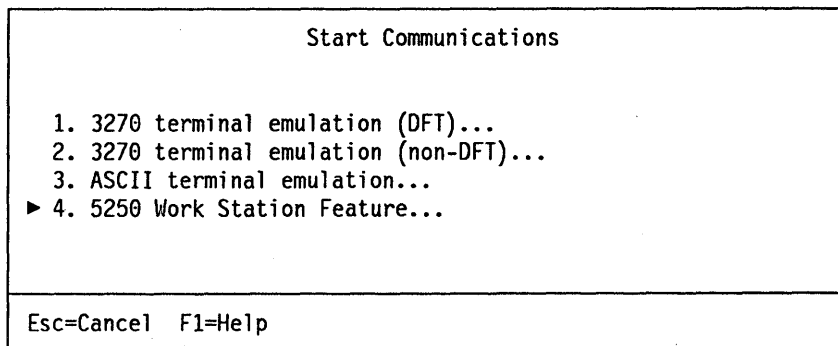 Start Communications
1. 3270 terminal emulation (DFT)...
2. 3270 terminal emulation (non-DFT)...
3. ASCII terminal emulation...
► 4. 5250 Work Station Feature...
Esc=Cancel F1=Help